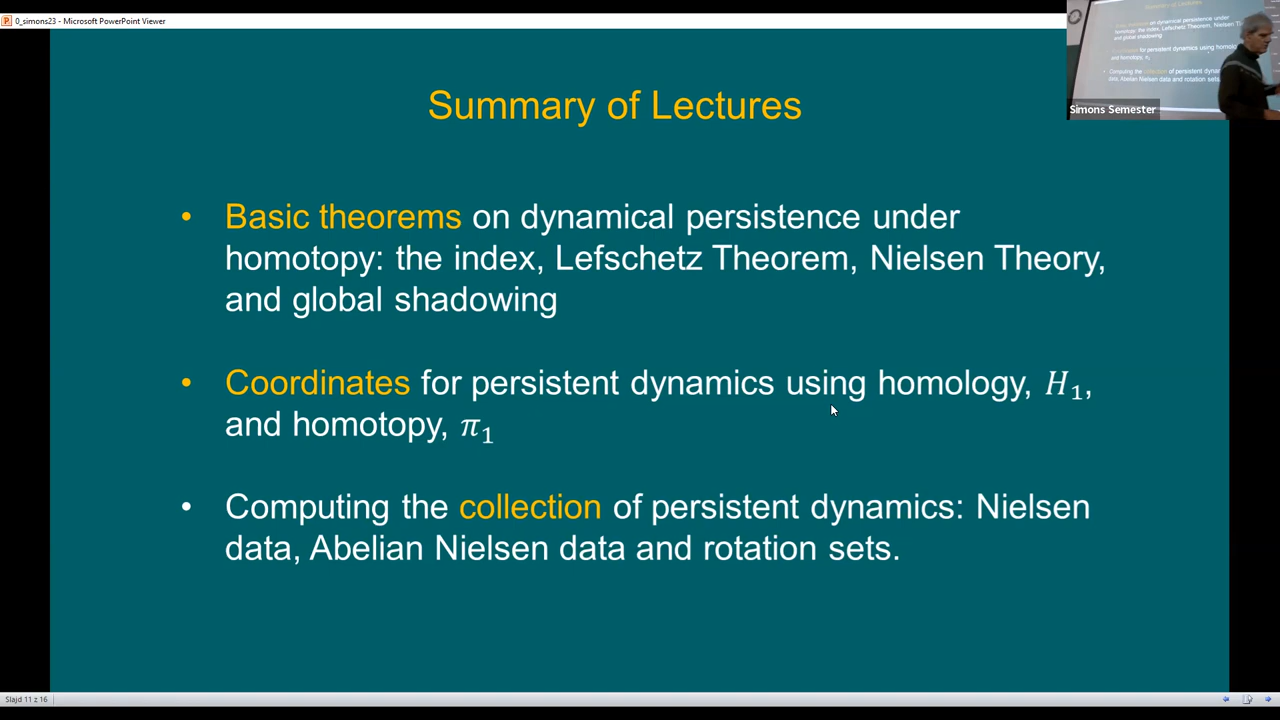 0_simons23 - Microsoft PowerPoint Viewer
Summary of Lectures
• Basic theorems on dynamical persistence under
homotopy: the index, Lefschetz Theorem, Nielsen Theory,
and global shadowing
• Coordinates for persistent dynamics using homology, H₁,
and homotopy, π₁
• Computing the collection of persistent dynamics: Nielsen
data, Abelian Nielsen data and rotation sets.
Simons Semester
Slajd 11 z 16